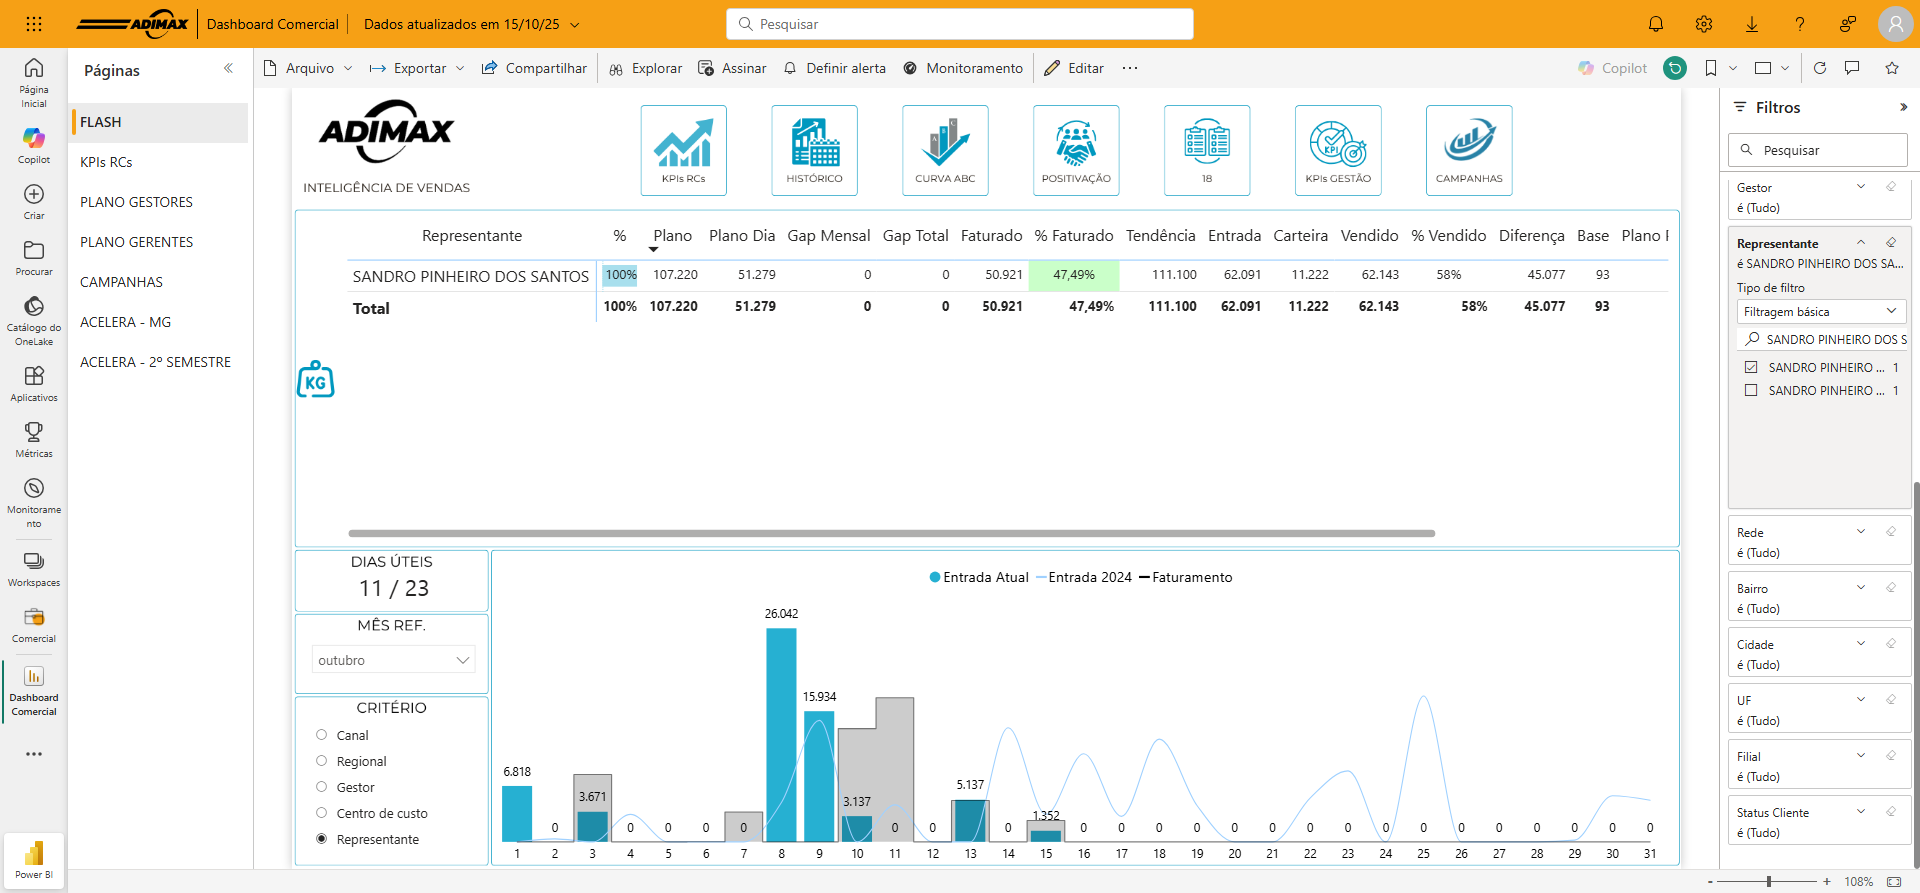 ADIMAX
Dashboard Comercial
Dados atualizados em 15/10/25
Pesquisar
Página Inicial
Copilot
Criar
Procurar
Catálogo do OneLake
Aplicativos
Métricas
Monitorame
nto
Workspaces
Comercial
Dashboard Comercial
Power BI
Páginas
FLASH
KPIs RCs
PLANO GESTORES
PLANO GERENTES
CAMPANHAS
ACELERA - MG
ACELERA - 2º SEMESTRE
Arquivo Exportar Compartilhar Explorar Assinar Definir alerta Monitoramento Editar ... Copilot
ADIMAX
INTELIGÊNCIA DE VENDAS
KPIs RCs
HISTÓRICO
A B C
CURVA ABC
POSITIVAÇÃO
18
KPI
KPIs GESTÃO
CAMPANHAS
Representante % Plano Plano Dia Gap Mensal Gap Total Faturado % Faturado Tendência Entrada Carteira Vendido % Vendido Diferença Base Plano
SANDRO PINHEIRO DOS SANTOS 100% 107.220 51.279 0 0 50.921 47,49% 111.100 62.091 11.222 62.143 58% 45.077 93
Total 100% 107.220 51.279 0 0 50.921 47,49% 111.100 62.091 11.222 62.143 58% 45.077 93
KG
DIAS ÚTEIS
11 / 23
MÊS REF.
outubro
CRITÉRIO
Canal
Regional
Gestor
Centro de custo
Representante
Entrada Atual Entrada 2024 Faturamento
6.818 0 3.671 0 0 0 0 26.042 15.934 3.137 0 0 5.137 0 1.352 0 0 0 0 0 0 0 0 0 0 0 0 0 0 0 0
1 2 3 4 5 6 7 8 9 10 11 12 13 14 15 16 17 18 19 20 21 22 23 24 25 26 27 28 29 30 31
Filtros
Pesquisar
Gestor
é (Tudo)
Representante
é SANDRO PINHEIRO DOS SA...
Tipo de filtro
Filtragem básica
SANDRO PINHEIRO DOS S
SANDRO PINHEIRO ... 1
SANDRO PINHEIRO ... 1
Rede
é (Tudo)
Bairro
é (Tudo)
Cidade
é (Tudo)
UF
é (Tudo)
Filial
é (Tudo)
Status Cliente
é (Tudo)
- + 108%